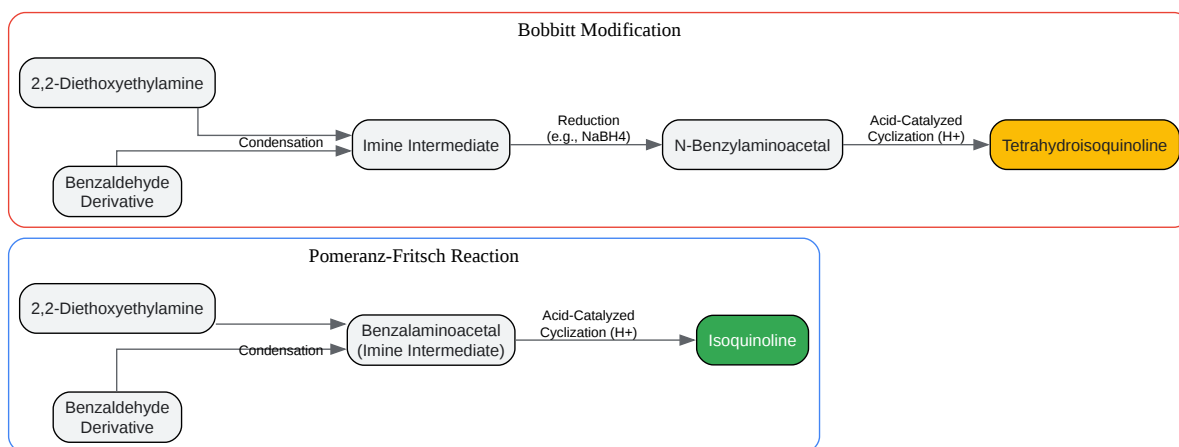 Bobbitt Modification
2,2-Diethoxyethylamine
Condensation
Benzaldehyde
Derivative
Imine Intermediate
Reduction
(e.g., NaBH4)
N-Benzylaminoacetal
Acid-Catalyzed
Cyclization (H+)
Tetrahydroisoquinoline
Pomeranz-Fritsch Reaction
2,2-Diethoxyethylamine
Condensation
Benzaldehyde
Derivative
Benzalaminoacetal
(Imine Intermediate)
Acid-Catalyzed
Cyclization (H+)
Isoquinoline